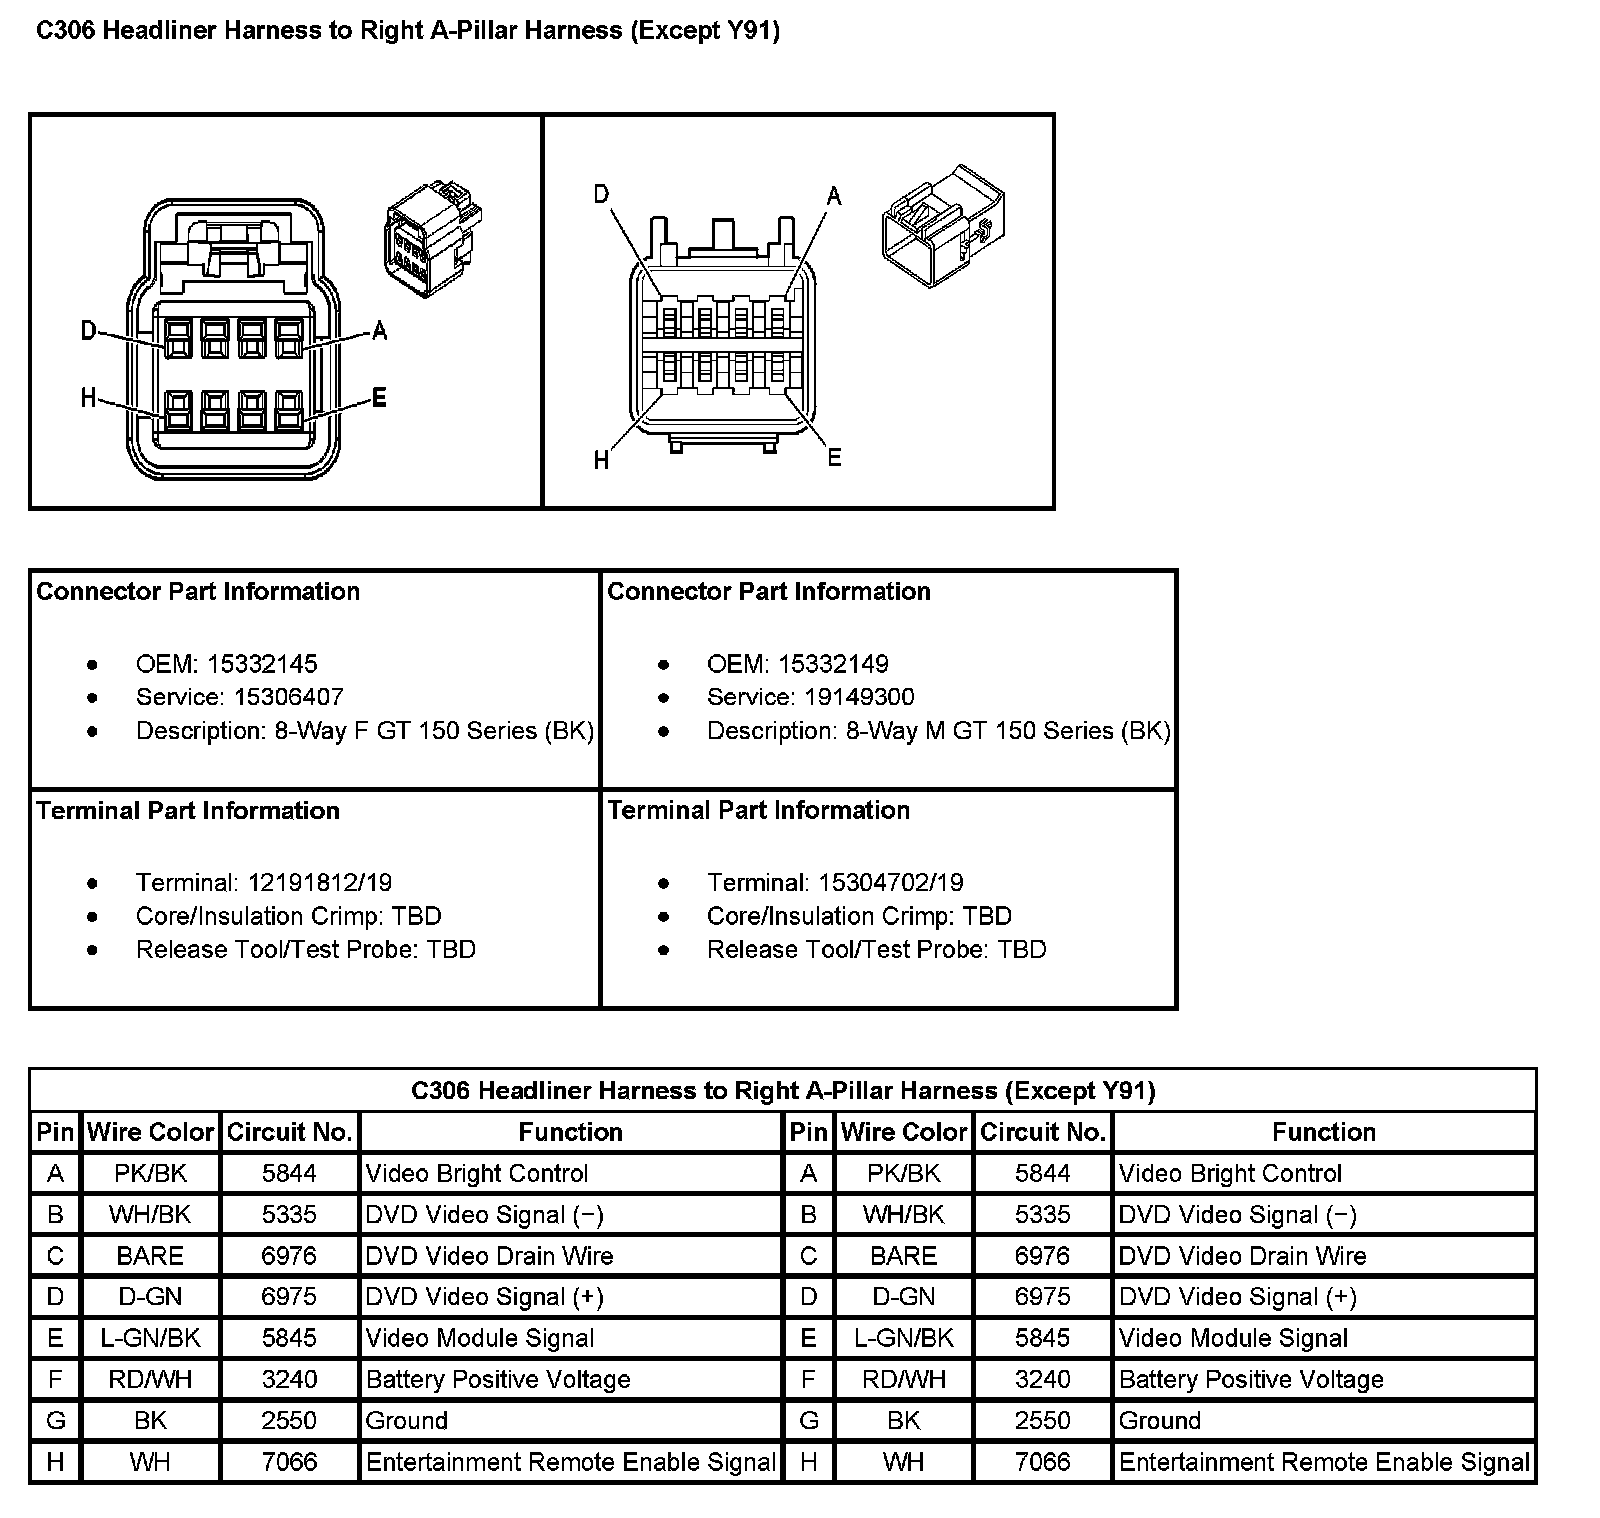 C306 Headliner Harness to Right A-Pillar Harness (Except Y91)
D A
H E
D A
H E
Connector Part Information
• OEM: 15332145
• Service: 15306407
• Description: 8-Way F GT 150 Series (BK)
Connector Part Information
• OEM: 15332149
• Service: 19149300
• Description: 8-Way M GT 150 Series (BK)
Terminal Part Information
• Terminal: 12191812/19
• Core/Insulation Crimp: TBD
• Release Tool/Test Probe: TBD
Terminal Part Information
• Terminal: 15304702/19
• Core/Insulation Crimp: TBD
• Release Tool/Test Probe: TBD
C306 Headliner Harness to Right A-Pillar Harness (Except Y91)
Pin Wire Color Circuit No. Function Pin Wire Color Circuit No. Function
A PK/BK 5844 Video Bright Control A PK/BK 5844 Video Bright Control
B WH/BK 5335 DVD Video Signal (−) B WH/BK 5335 DVD Video Signal (−)
C BARE 6976 DVD Video Drain Wire C BARE 6976 DVD Video Drain Wire
D D-GN 6975 DVD Video Signal (+) D D-GN 6975 DVD Video Signal (+)
E L-GN/BK 5845 Video Module Signal E L-GN/BK 5845 Video Module Signal
F RD/WH 3240 Battery Positive Voltage F RD/WH 3240 Battery Positive Voltage
G BK 2550 Ground G BK 2550 Ground
H WH 7066 Entertainment Remote Enable Signal H WH 7066 Entertainment Remote Enable Signal